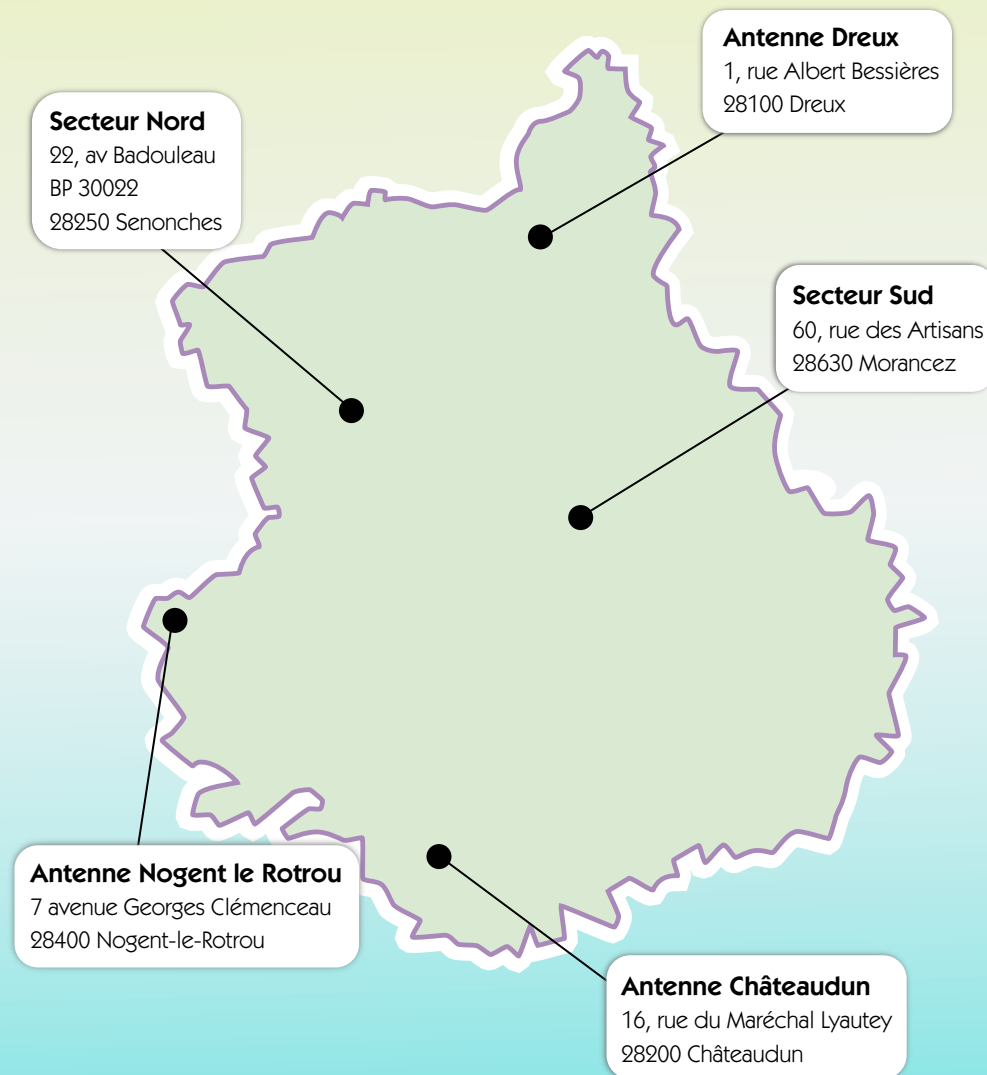 Antenne Dreux
1, rue Albert Bessières
28100 Dreux
Secteur Nord
22, av Badouleau
BP 30022
28250 Senonches
Secteur Sud
60, rue des Artisans
28630 Morancez
Antenne Nogent le Rotrou
7 avenue Georges Clémenceau
28400 Nogent-le-Rotrou
Antenne Châteaudun
16, rue du Maréchal Lyautey
28200 Châteaudun